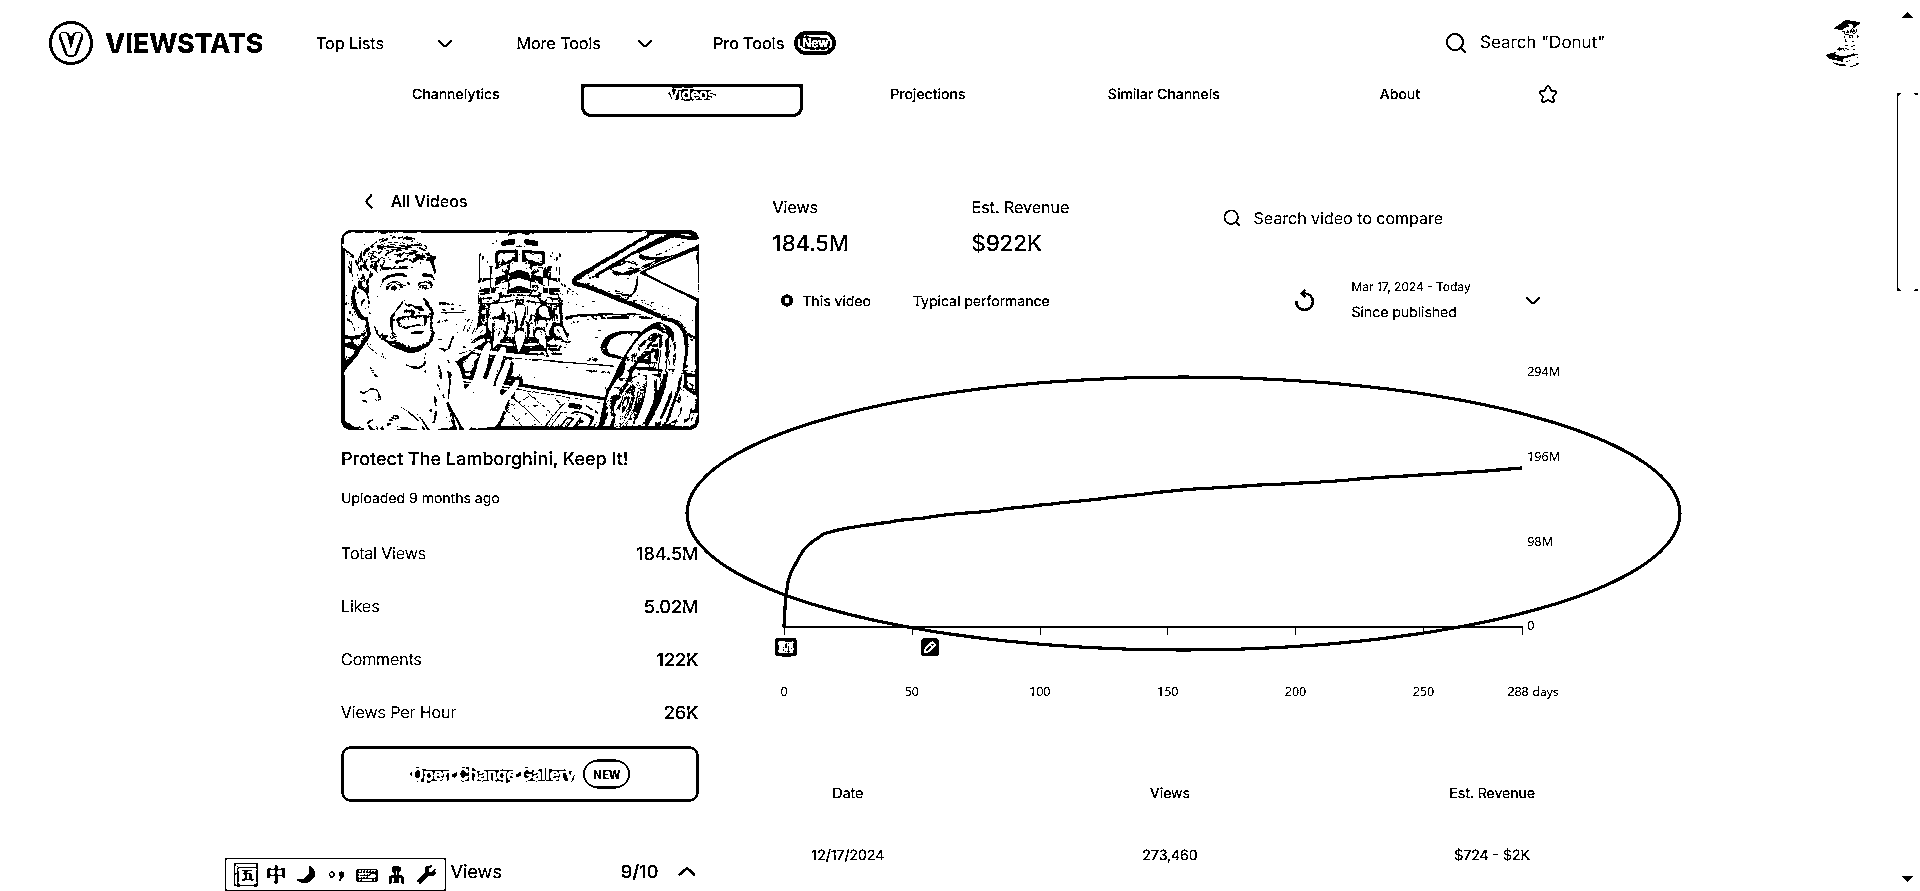 VIEWSTATS
Top Lists
More Tools
Pro Tools
New
Search "Donut"
Channelytics
Videos
Projections
Similar Channels
About
All Videos
Protect The Lamborghini, Keep It!
Uploaded 9 months ago
Total Views 184.5M
Likes 5.02M
Comments 122K
Views Per Hour 26K
Open Change Gallery NEW
Views 9/10
五 中
Views
184.5M
Est. Revenue
$922K
Search video to compare
This video
Typical performance
Mar 17, 2024 - Today
Since published
294M
196M
98M
0
0 50 100 150 200 250 288 days
Date Views Est. Revenue
12/17/2024 273,460 $724 - $2K